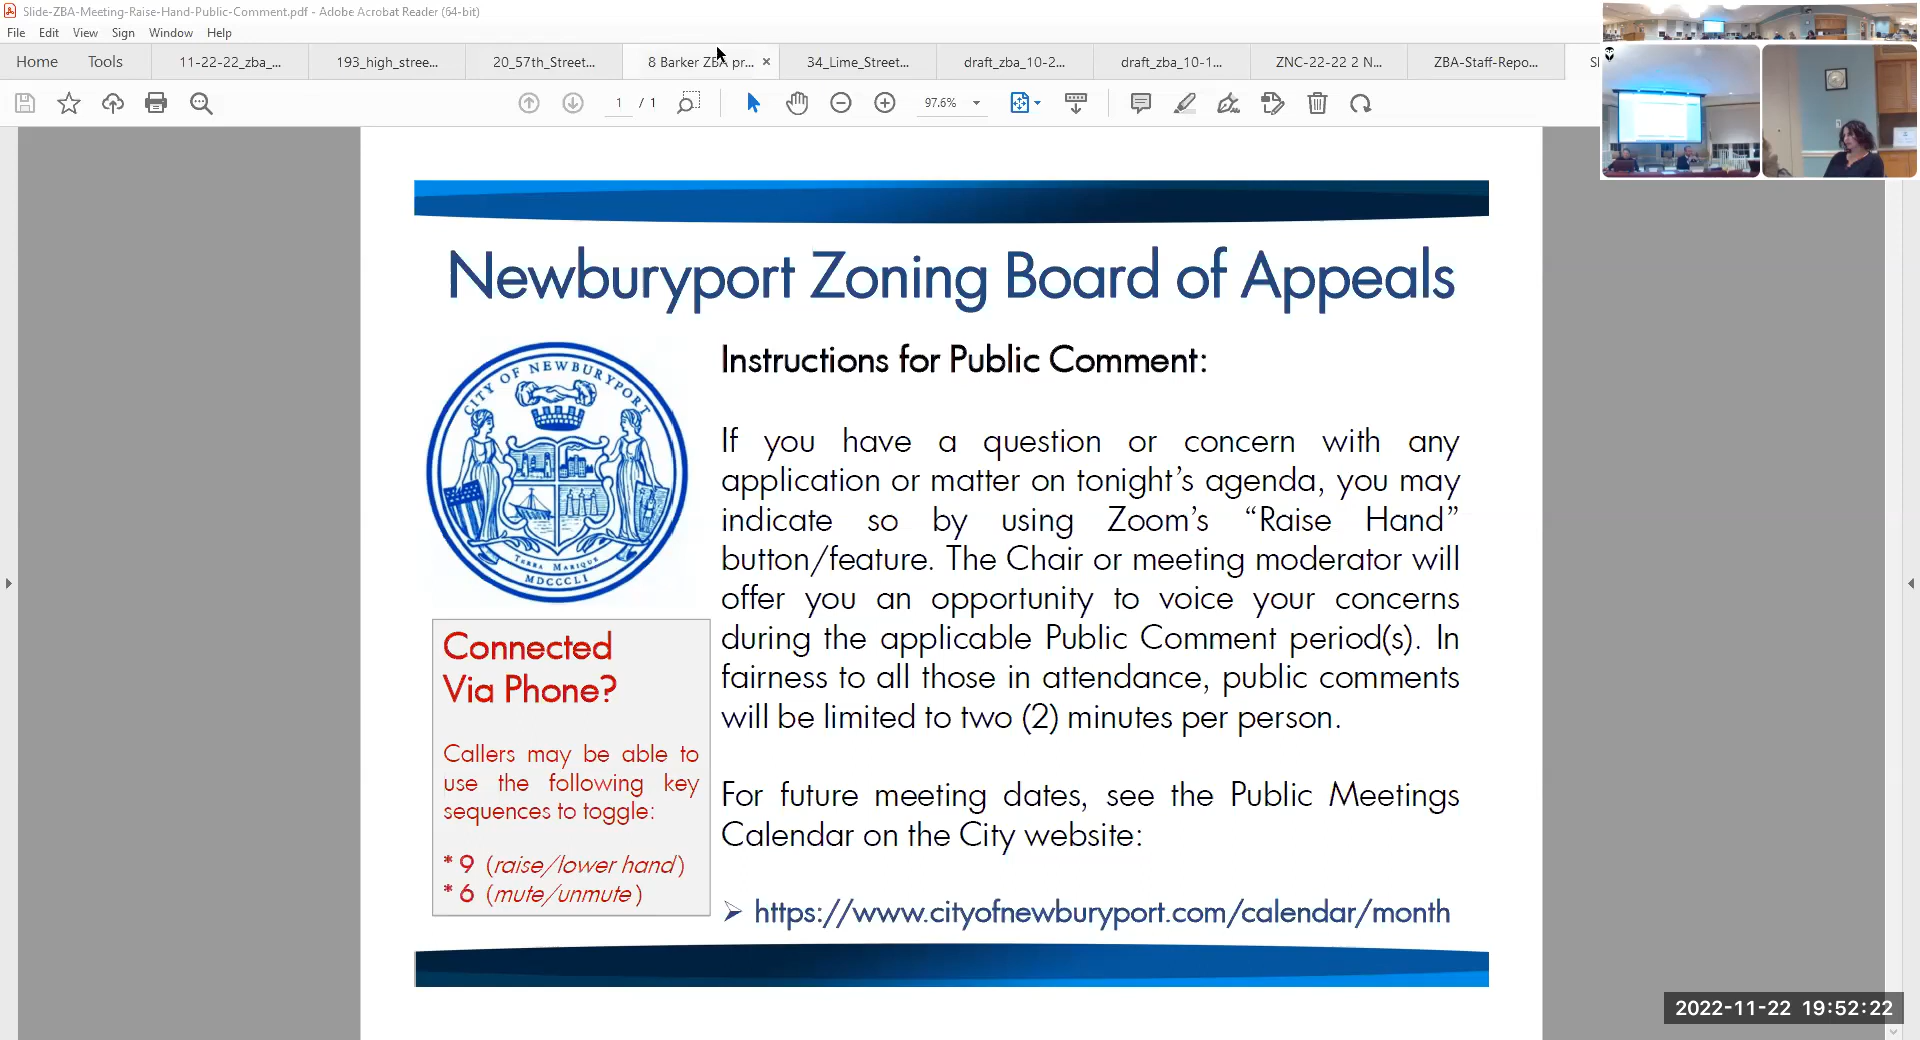 Slide-ZBA-Meeting-Raise-Hand-Public-Comment.pdf - Adobe Acrobat Reader (64-bit)
File Edit View Sign Window Help
Home Tools 11-22-22_zba_... 193_high_stree... 20_57th_Street... 8 Barker ZBA pr... × 34_Lime_Street... draft_zba_10-2... draft_zba_10-1... ZNC-22-22 2 N... ZBA-Staff-Repo...
1 / 1 97.6%
Newburyport Zoning Board of Appeals
CITY OF NEWBURYPORT
TERRA MARIQUE
MDCCCLI
Instructions for Public Comment:
If you have a question or concern with any
application or matter on tonight's agenda, you may
indicate so by using Zoom's "Raise Hand"
button/feature. The Chair or meeting moderator will
offer you an opportunity to voice your concerns
during the applicable Public Comment period(s). In
fairness to all those in attendance, public comments
will be limited to two (2) minutes per person.
For future meeting dates, see the Public Meetings
Calendar on the City website:
➢ https://www.cityofnewburyport.com/calendar/month
Connected
Via Phone?
Callers may be able to
use the following key
sequences to toggle:
* 9 (raise/lower hand)
* 6 (mute/unmute)
2022-11-22 19:52:22